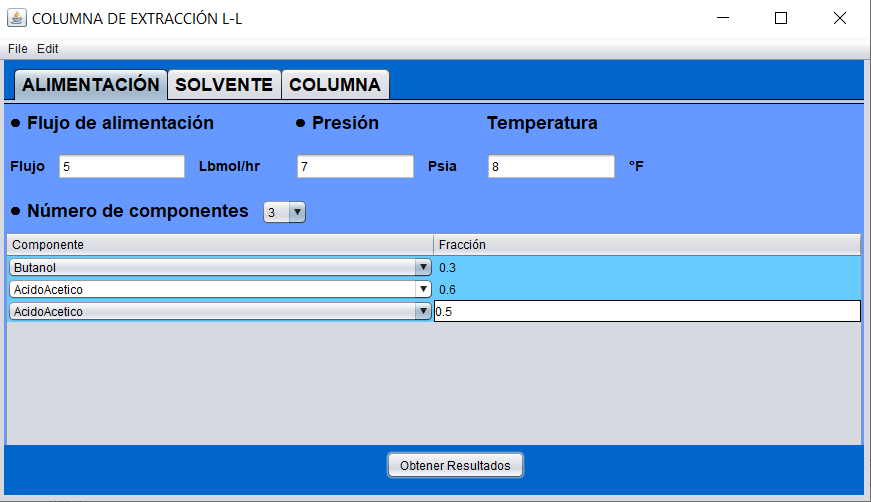 COLUMNA DE EXTRACCIÓN L-L
File Edit
ALIMENTACIÓN SOLVENTE COLUMNA
● Flujo de alimentación ● Presión Temperatura
Flujo 5 Lbmol/hr 7 Psia 8 °F
● Número de componentes 3
Componente Fracción
Butanol 0.3
AcidoAcetico 0.6
AcidoAcetico 0.5
Obtener Resultados